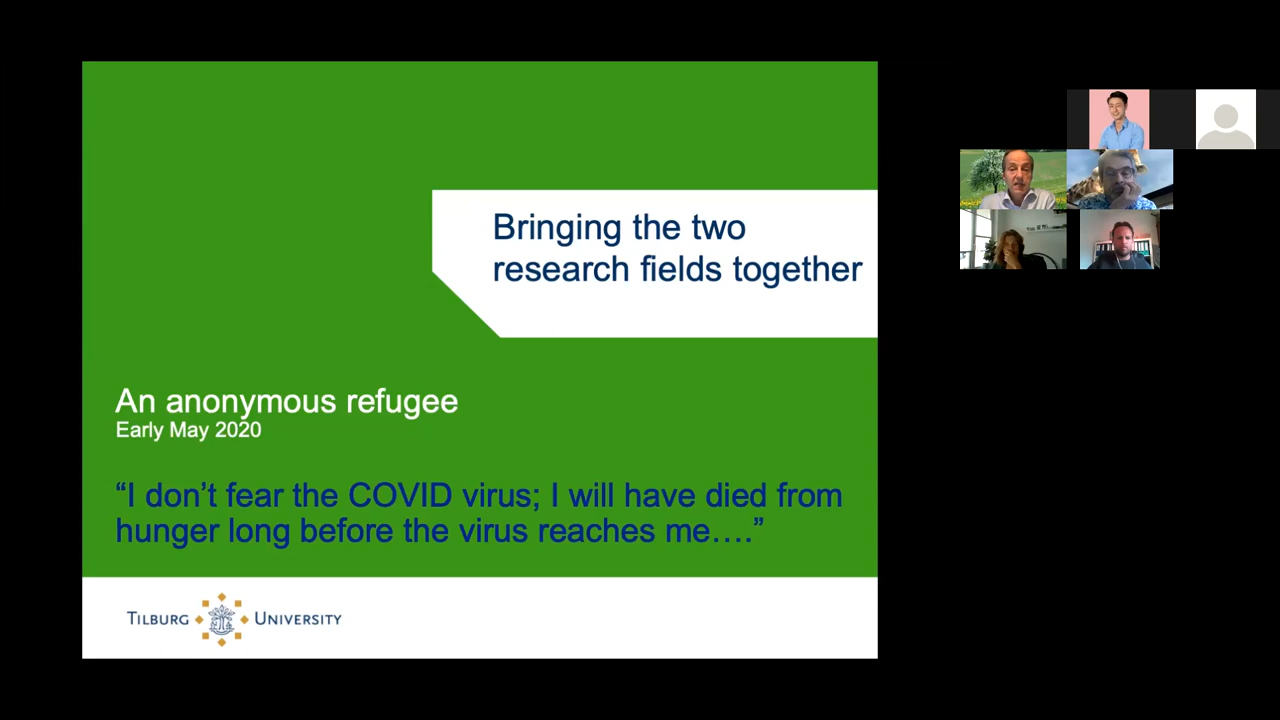 Bringing the two
research fields together
An anonymous refugee
Early May 2020
“I don’t fear the COVID virus; I will have died from
hunger long before the virus reaches me….”
TILBURG UNIVERSITY